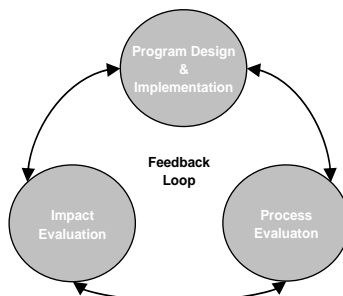 Program Design
&
Implementation
Feedback
Loop
Impact
Evaluation
Process
Evaluaton